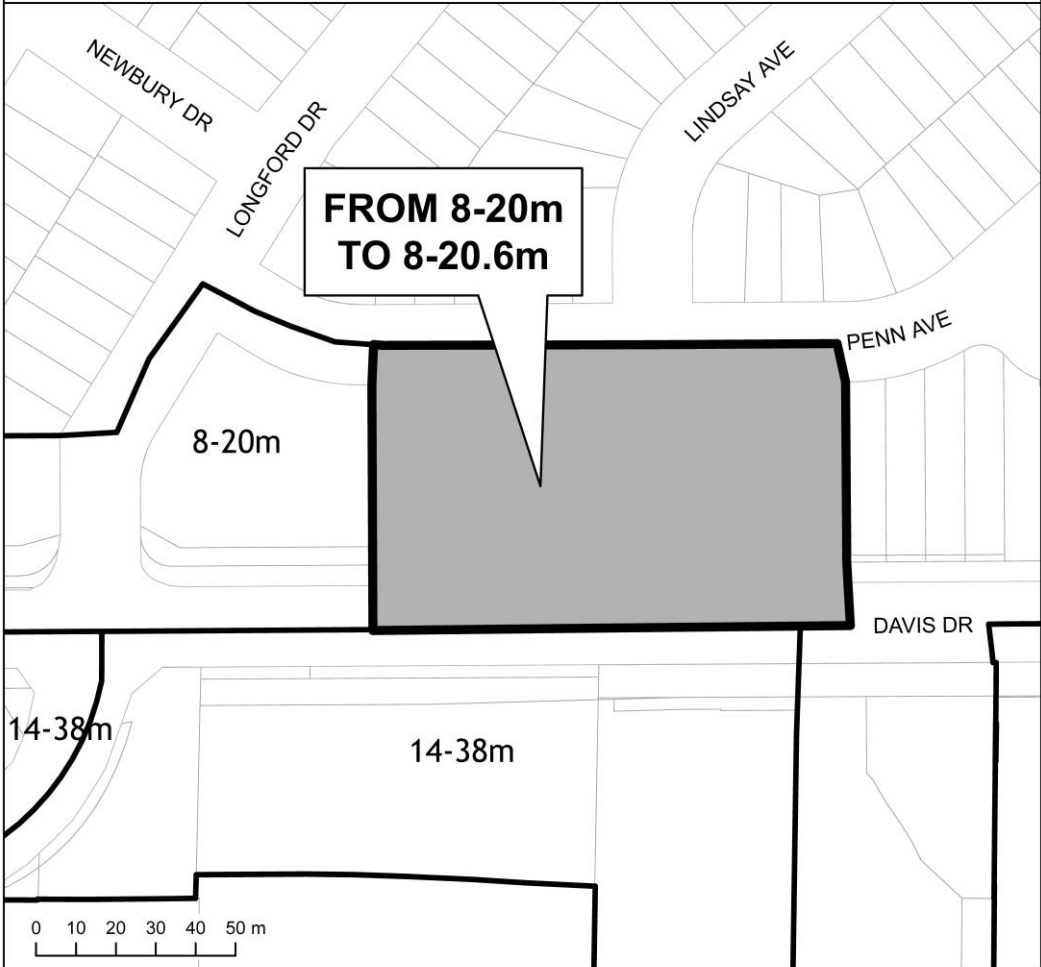 NEWBURY DR
LONGFORD DR
LINDSAY AVE
FROM 8-20m
TO 8-20.6m
PENN AVE
8-20m
DAVIS DR
14-38m
14-38m
0 10 20 30 40 50 m